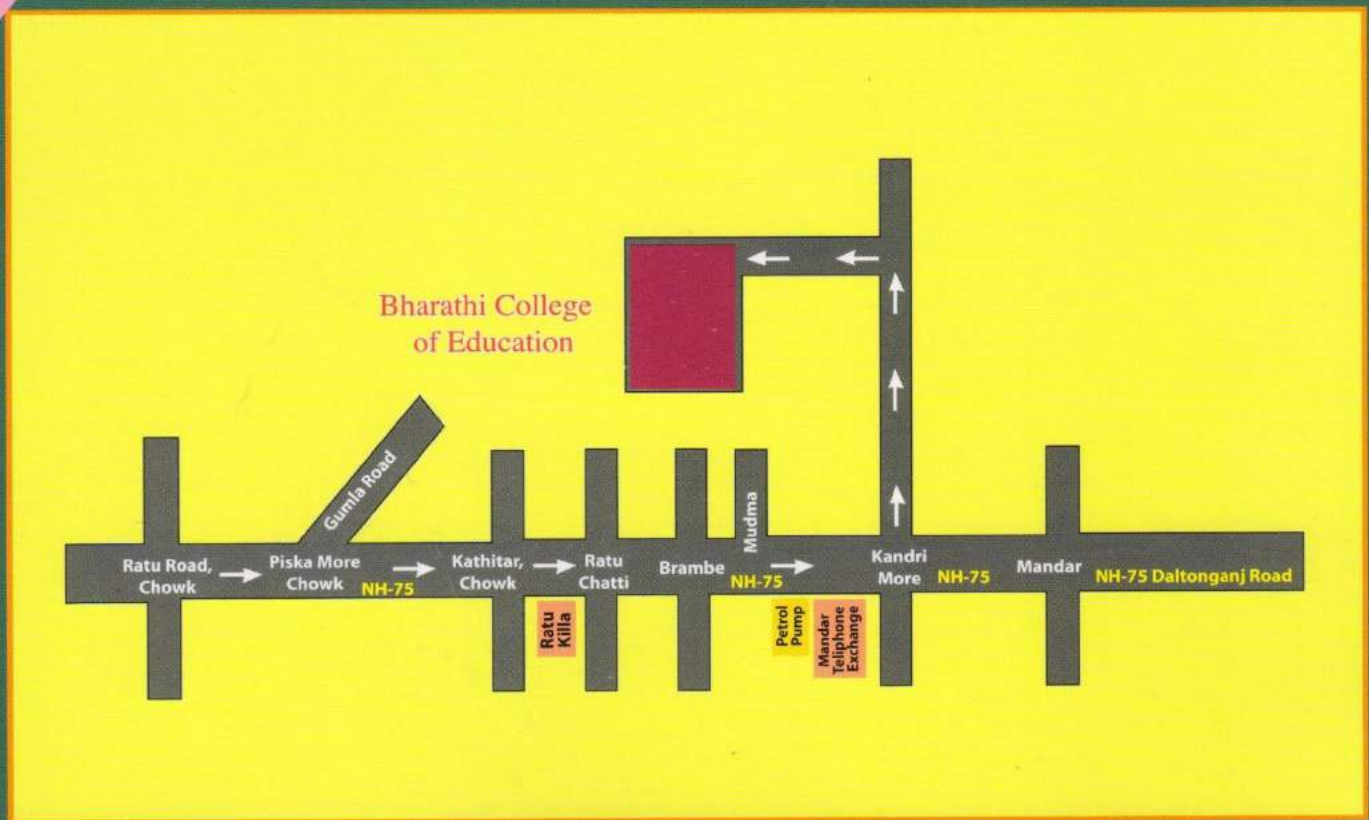 Bharathi College
of Education
Gumla Road
Ratu Road,
Chowk
Piska More
Chowk
NH-75
Kathitar,
Chowk
Ratu
Killa
Ratu
Chatti
Brambe
Mudma
NH-75
Petrol
Pump
Mandar
Teliphone
Exchange
Kandri
More
NH-75
Mandar
NH-75 Daltonganj Road